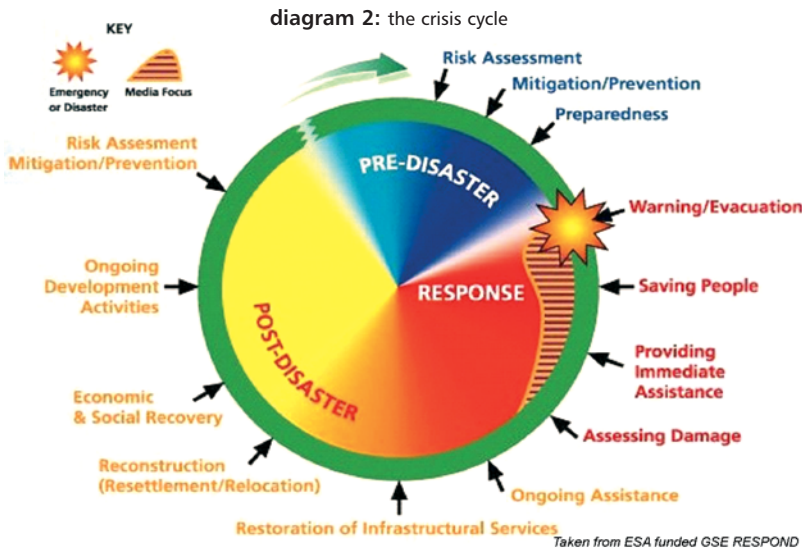 diagram 2: the crisis cycle
KEY
Emergency
or Disaster
Media Focus
Risk Assessment
Mitigation/Prevention
Preparedness
PRE-DISASTER
Warning/Evacuation
RESPONSE
Saving People
Providing
Immediate
Assistance
Assessing Damage
POST-DISASTER
Ongoing Assistance
Restoration of Infrastructural Services
Reconstruction
(Resettlement/Relocation)
Economic
& Social Recovery
Ongoing
Development
Activities
Risk Assesment
Mitigation/Prevention
Taken from ESA funded GSE RESPOND